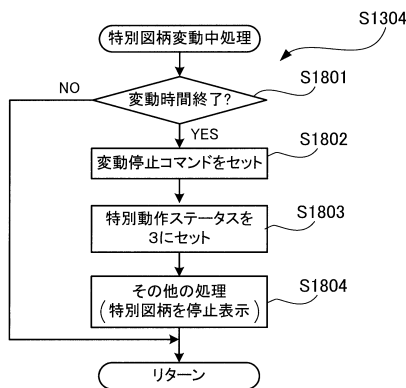 特別図柄変動中処理
S1304
変動時間終了?
S1801
NO
YES
変動停止コマンドをセット
S1802
特別動作ステータスを
3にセット
S1803
その他の処理
(特別図柄を停止表示)
S1804
リターン